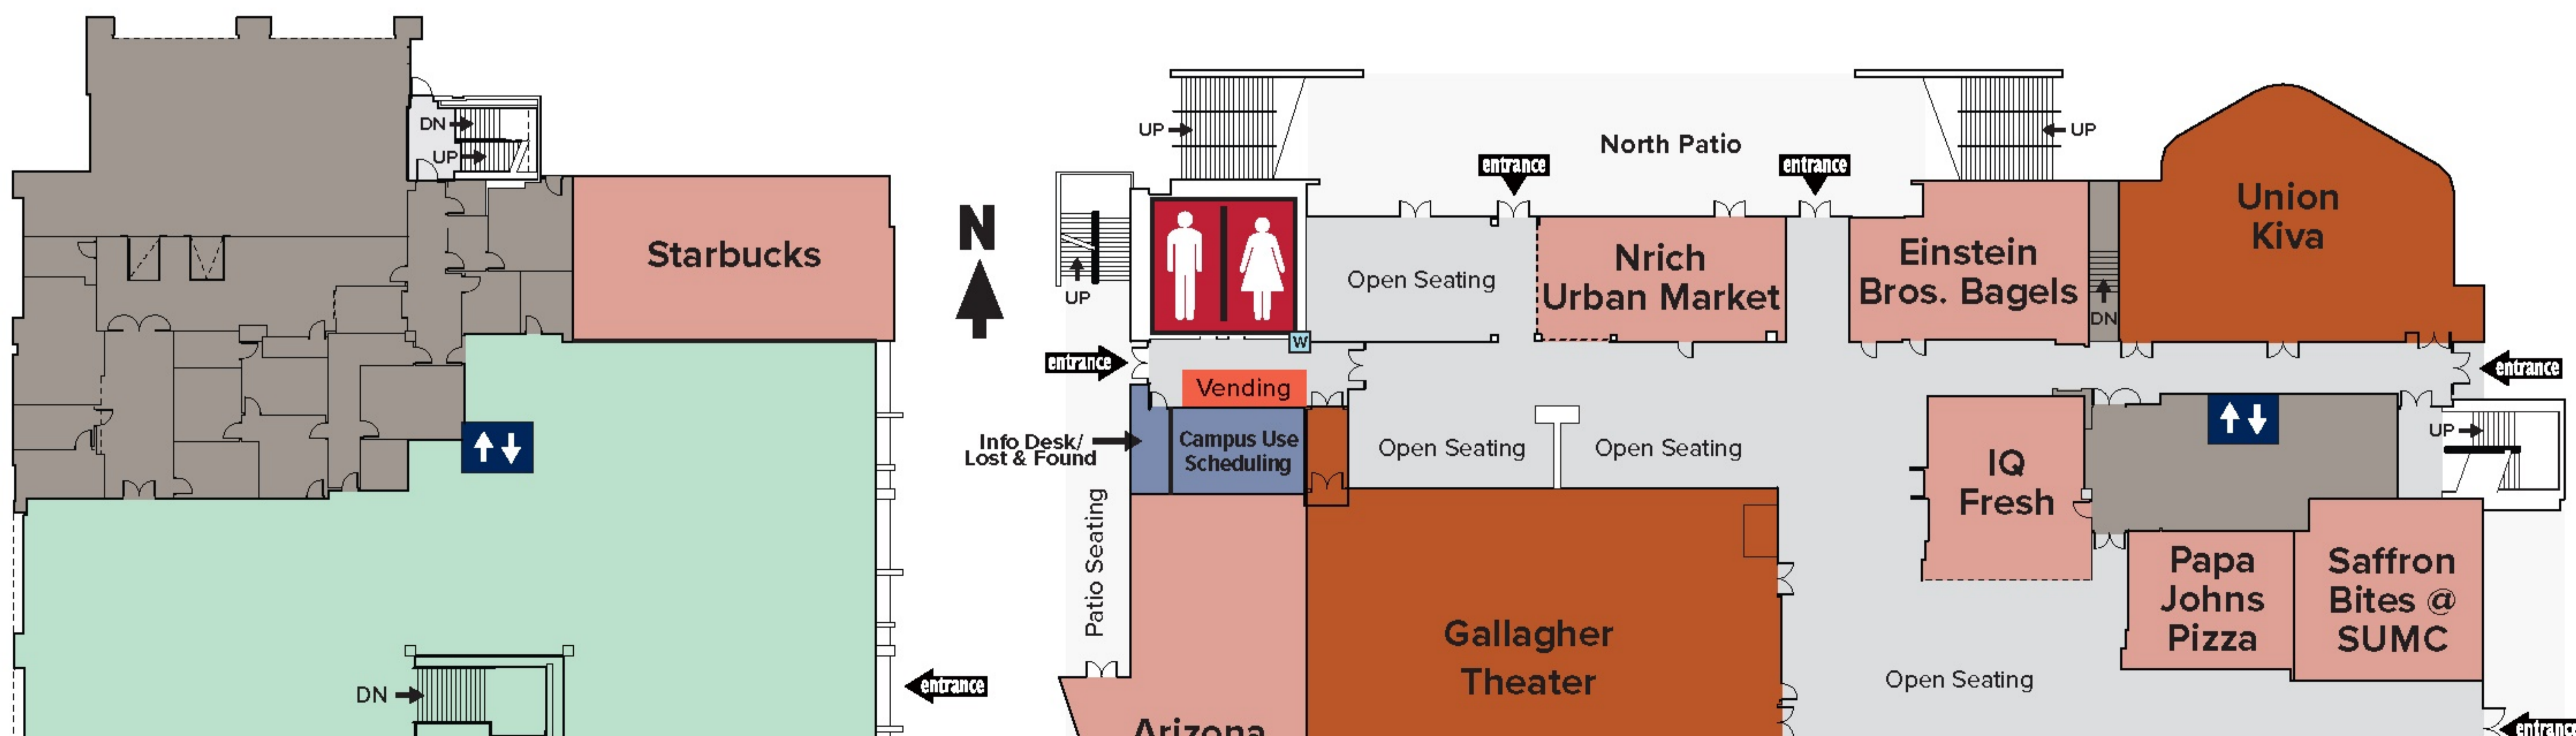 DN
UP
Starbucks
DN
entrance
N
UP
North Patio
UP
entrance
entrance
UP
entrance
W
Vending
Info Desk/
Lost & Found
Campus Use
Scheduling
Patio Seating
Open Seating
Nrich
Urban Market
Einstein
Bros. Bagels
DN
Union
Kiva
entrance
Open Seating
Open Seating
IQ
Fresh
UP
Gallagher
Theater
Papa
Johns
Pizza
Saffron
Bites @
SUMC
Open Seating
Arizona
entrance